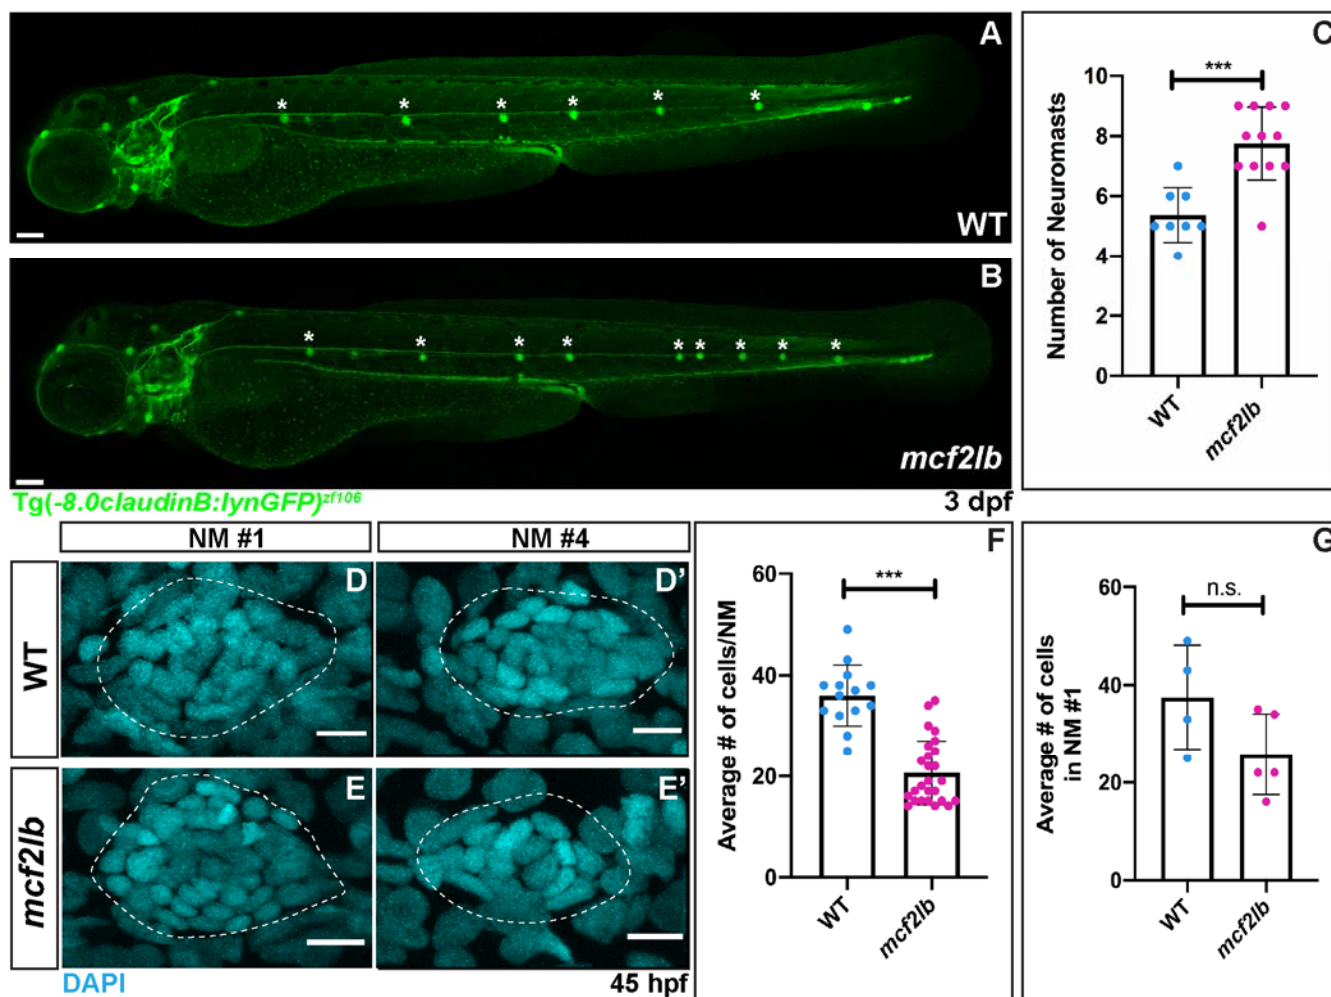 A
* * * * * *
WT
B
* * * * * * * * *
mcf2lb
Tg(-8.0claudinB:lynGFP)zf106
3 dpf
C
***
10
8
6
4
2
0
Number of Neuromasts
WT
mcf2lb
NM #1
NM #4
WT
D
D’
mcf2lb
E
E’
DAPI
45 hpf
F
***
60
40
20
0
Average # of cells/NM
WT
mcf2lb
G
n.s.
60
40
20
0
Average # of cells
in NM #1
WT
mcf2lb